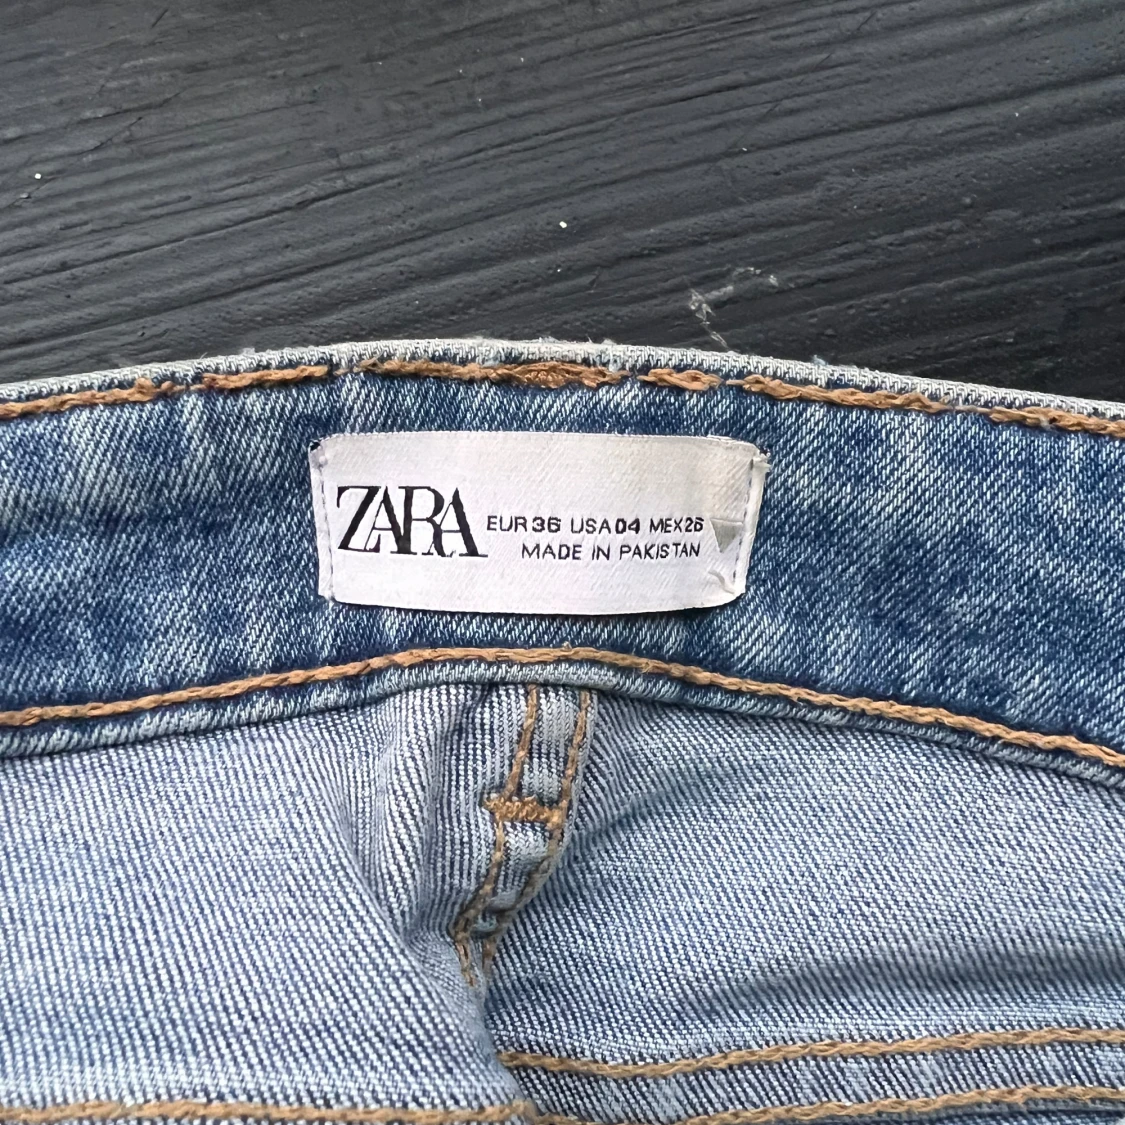 ZARA EUR 36 USA 04 MEX 26
MADE IN PAKISTAN